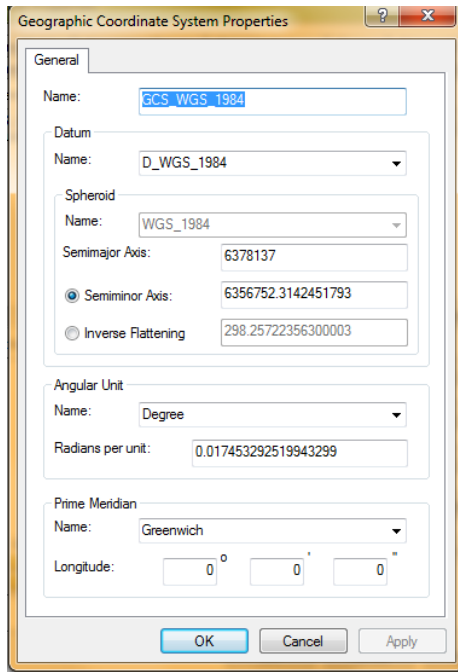 Geographic Coordinate System Properties
General
Name: GCS_WGS_1984
Datum
Name: D_WGS_1984
Spheroid
Name: WGS_1984
Semimajor Axis: 6378137
Semiminor Axis: 6356752.3142451793
Inverse Flattening 298.25722356300003
Angular Unit
Name: Degree
Radians per unit: 0.017453292519943299
Prime Meridian
Name: Greenwich
Longitude: 0 ° 0 ' 0 "
OK Cancel Apply